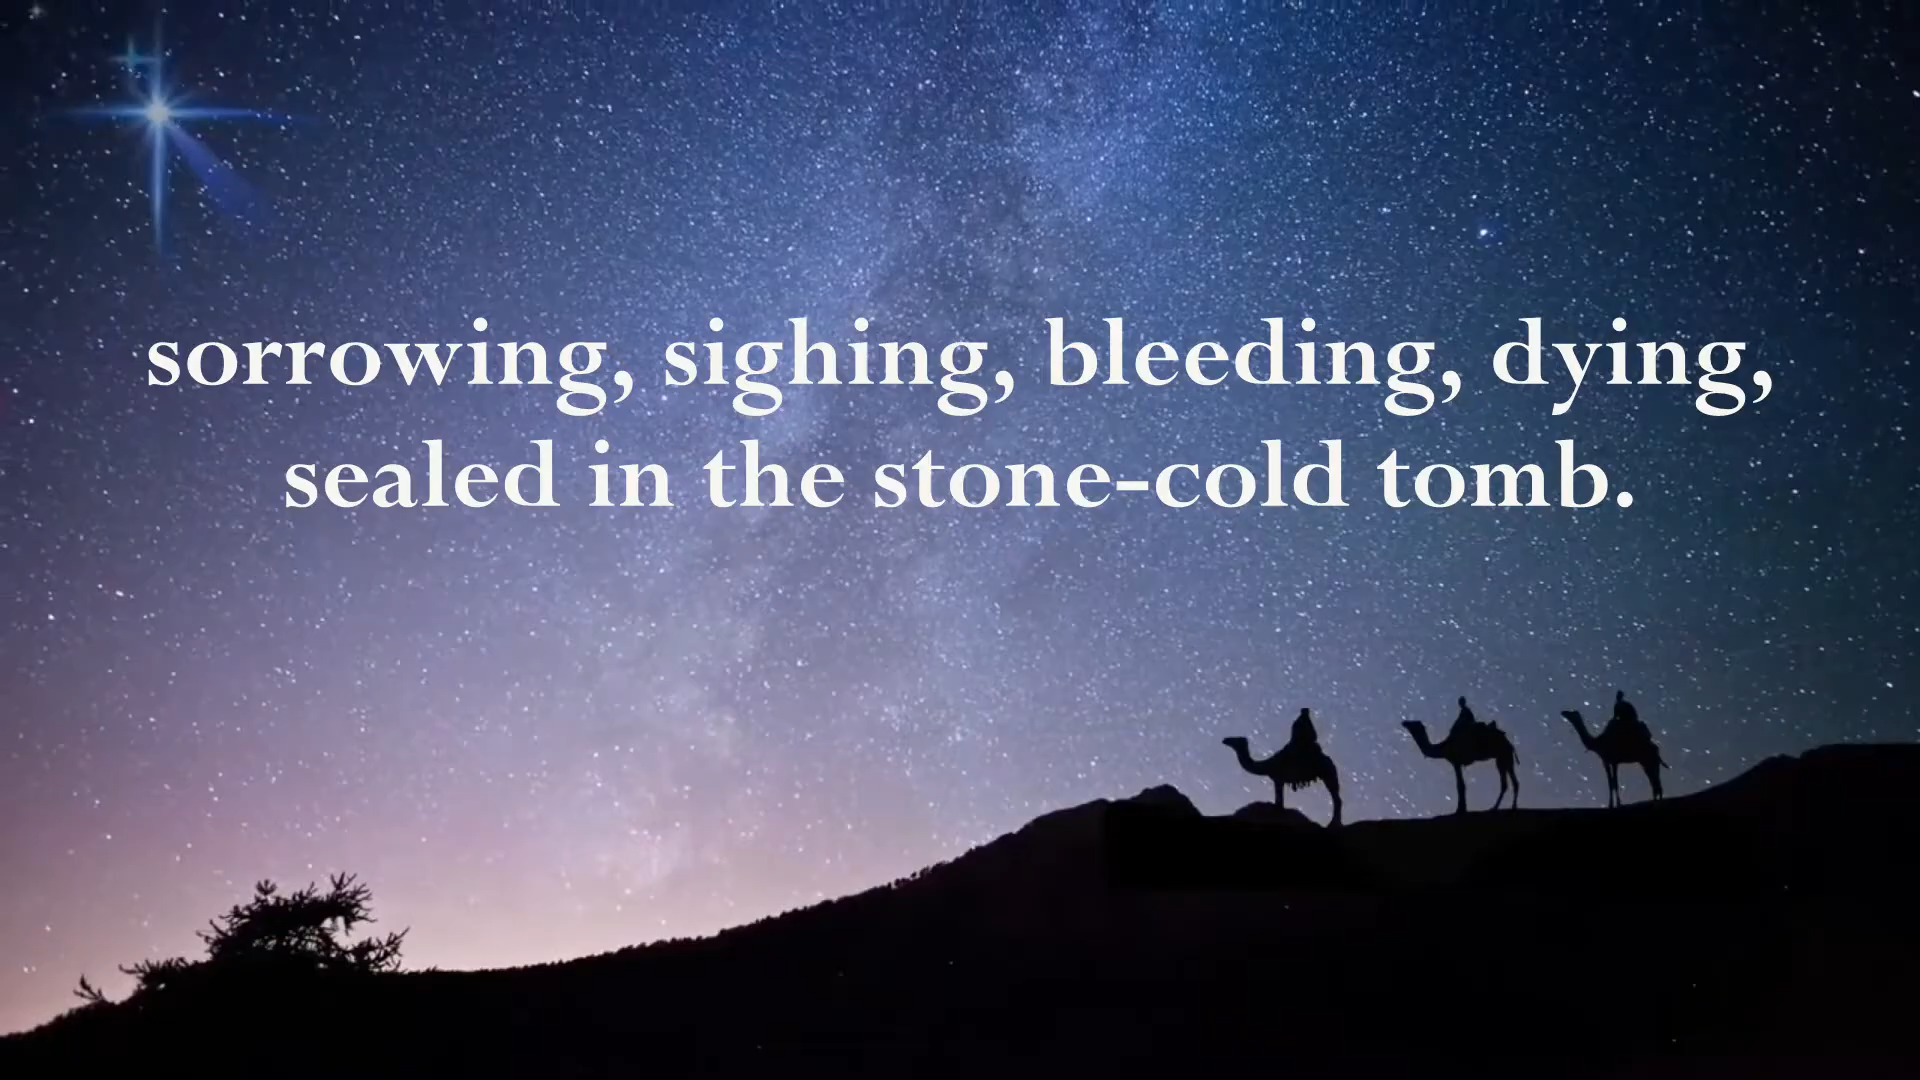 sorrowing, sighing, bleeding, dying,
sealed in the stone-cold tomb.